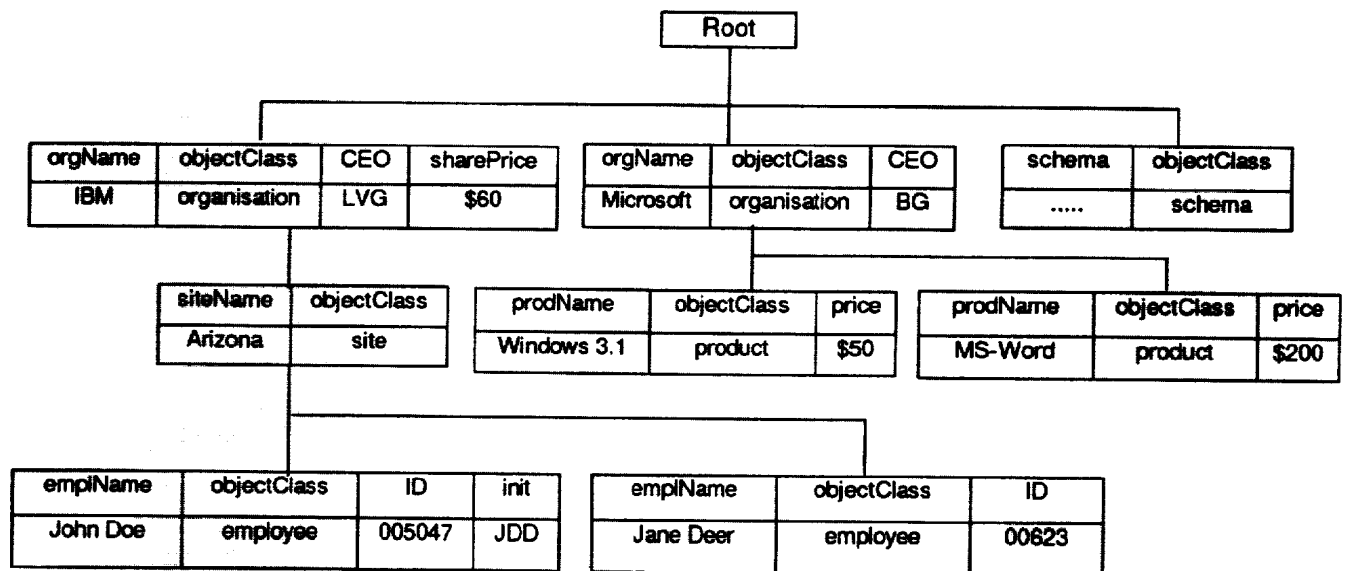 Root
orgName objectClass CEO sharePrice
IBM organisation LVG $60
orgName objectClass CEO
Microsoft organisation BG
schema objectClass
..... schema
siteName objectClass
Arizona site
prodName objectClass price
Windows 3.1 product $50
prodName objectClass price
MS-Word product $200
emplName objectClass ID init
John Doe employee 005047 JDD
emplName objectClass ID
Jane Deer employee 00623